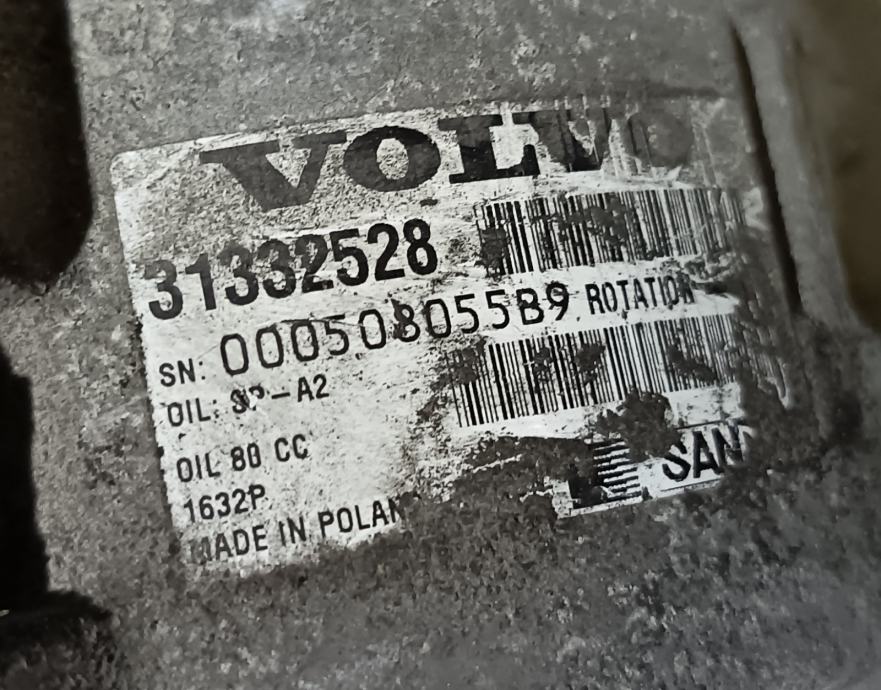 VOLVO
31332528
SN: 000508055B9 ROTATION
OIL: SP-A2
OIL 80 CC
1632P
MADE IN POLAN
SAN